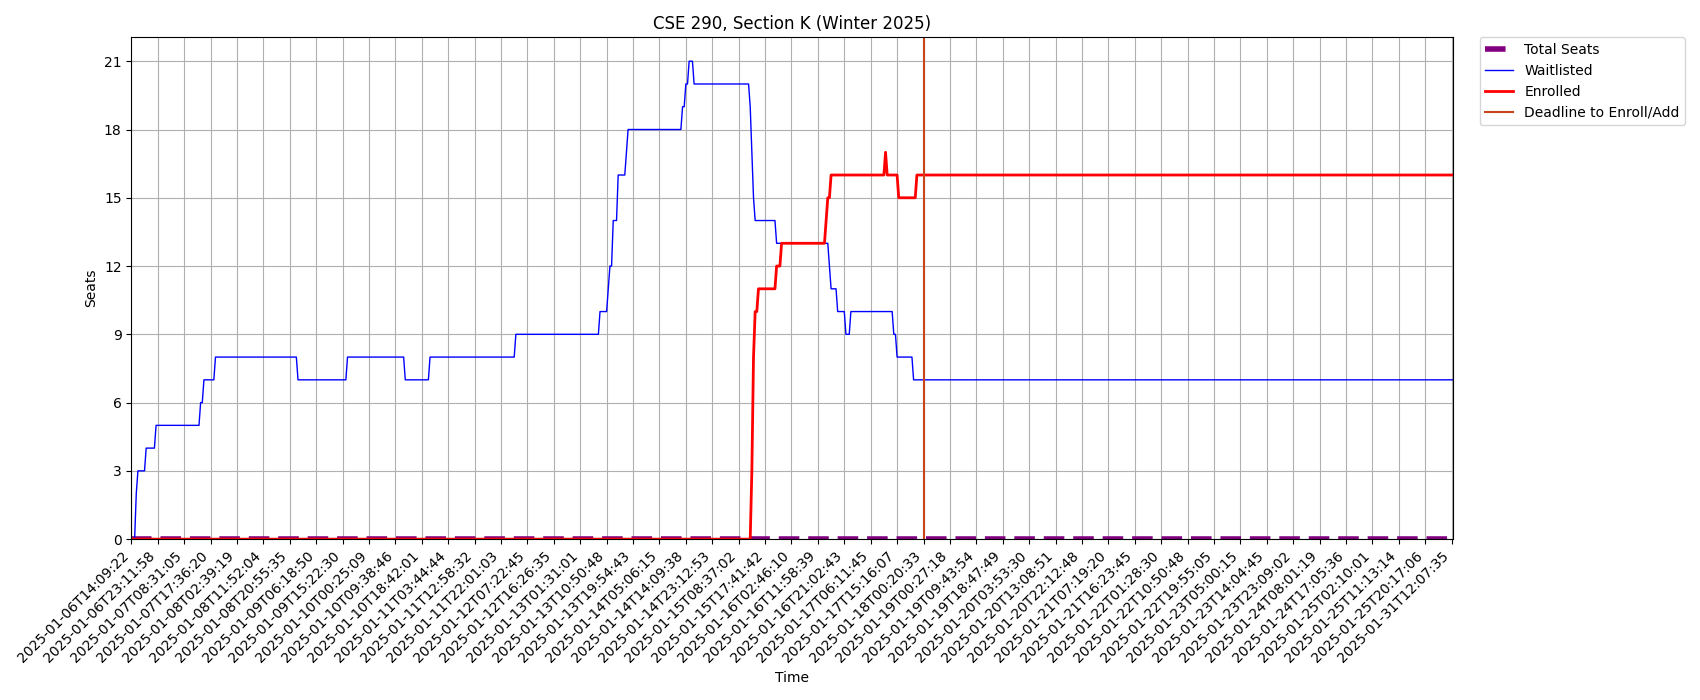 CSE 290, Section K (Winter 2025)
Total Seats
Waitlisted
Enrolled
Deadline to Enroll/Add
Seats
21
18
15
12
9
6
3
0
2025-01-06T14:09:22
2025-01-06T23:11:58
2025-01-07T08:31:05
2025-01-07T17:36:20
2025-01-08T02:39:19
2025-01-08T11:52:04
2025-01-08T20:55:35
2025-01-09T06:18:50
2025-01-09T15:22:30
2025-01-10T00:25:09
2025-01-10T09:38:46
2025-01-10T18:42:01
2025-01-11T03:44:44
2025-01-11T12:58:32
2025-01-11T22:01:03
2025-01-12T07:22:45
2025-01-12T16:26:35
2025-01-13T01:31:01
2025-01-13T10:50:48
2025-01-13T19:54:43
2025-01-14T05:06:15
2025-01-14T14:09:38
2025-01-14T23:12:53
2025-01-15T08:37:02
2025-01-15T17:41:42
2025-01-16T02:46:10
2025-01-16T11:58:39
2025-01-16T21:02:43
2025-01-17T06:11:45
2025-01-17T15:16:07
2025-01-18T00:20:33
2025-01-19T00:27:18
2025-01-19T09:43:54
2025-01-19T18:47:49
2025-01-20T03:53:30
2025-01-20T13:08:51
2025-01-20T22:12:48
2025-01-21T07:19:20
2025-01-21T16:23:45
2025-01-22T01:28:30
2025-01-22T10:50:48
2025-01-22T19:55:05
2025-01-23T05:00:15
2025-01-23T14:04:45
2025-01-23T23:09:02
2025-01-24T08:01:19
2025-01-24T17:05:36
2025-01-25T02:10:01
2025-01-25T11:13:14
2025-01-25T20:17:06
2025-01-31T12:07:35
Time